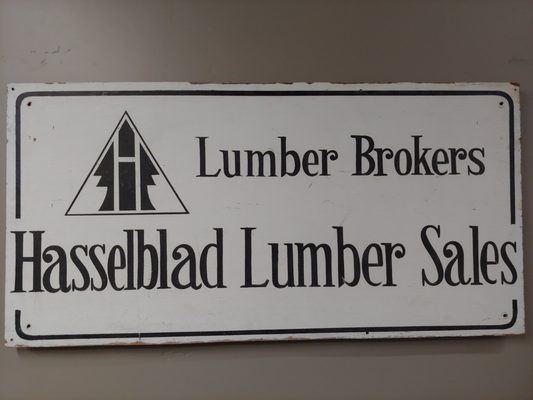 H
Lumber Brokers
Hasselblad Lumber Sales